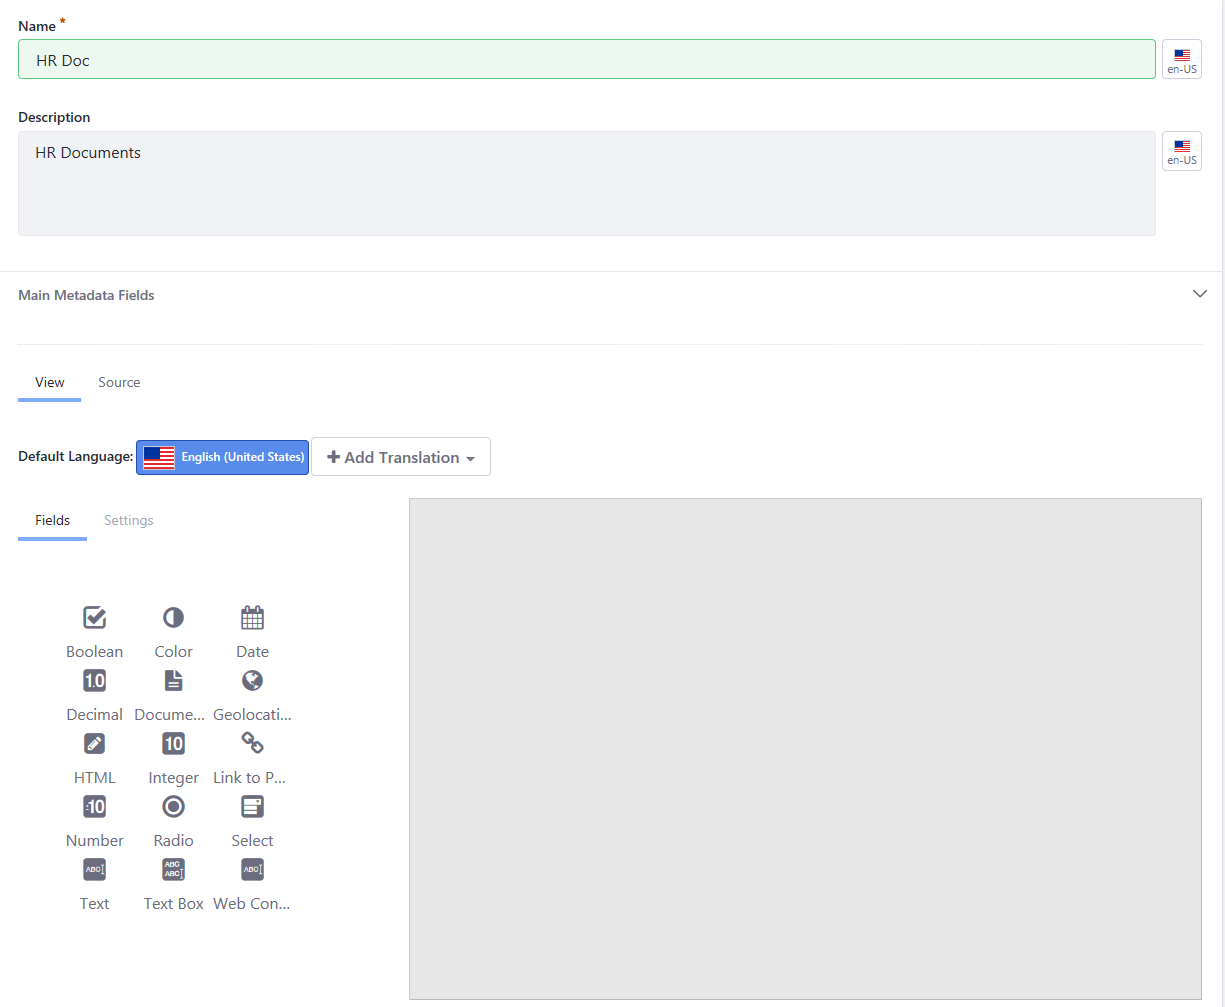 Name *
HR Doc
en-US
Description
HR Documents
en-US
Main Metadata Fields
View Source
Default Language: English (United States) Add Translation
Fields Settings
Boolean Color Date
1.0
Decimal Docume... Geolocati...
10
HTML Integer Link to P...
10
Number Radio Select
ABC ABC ABC ABC
Text Text Box Web Con...